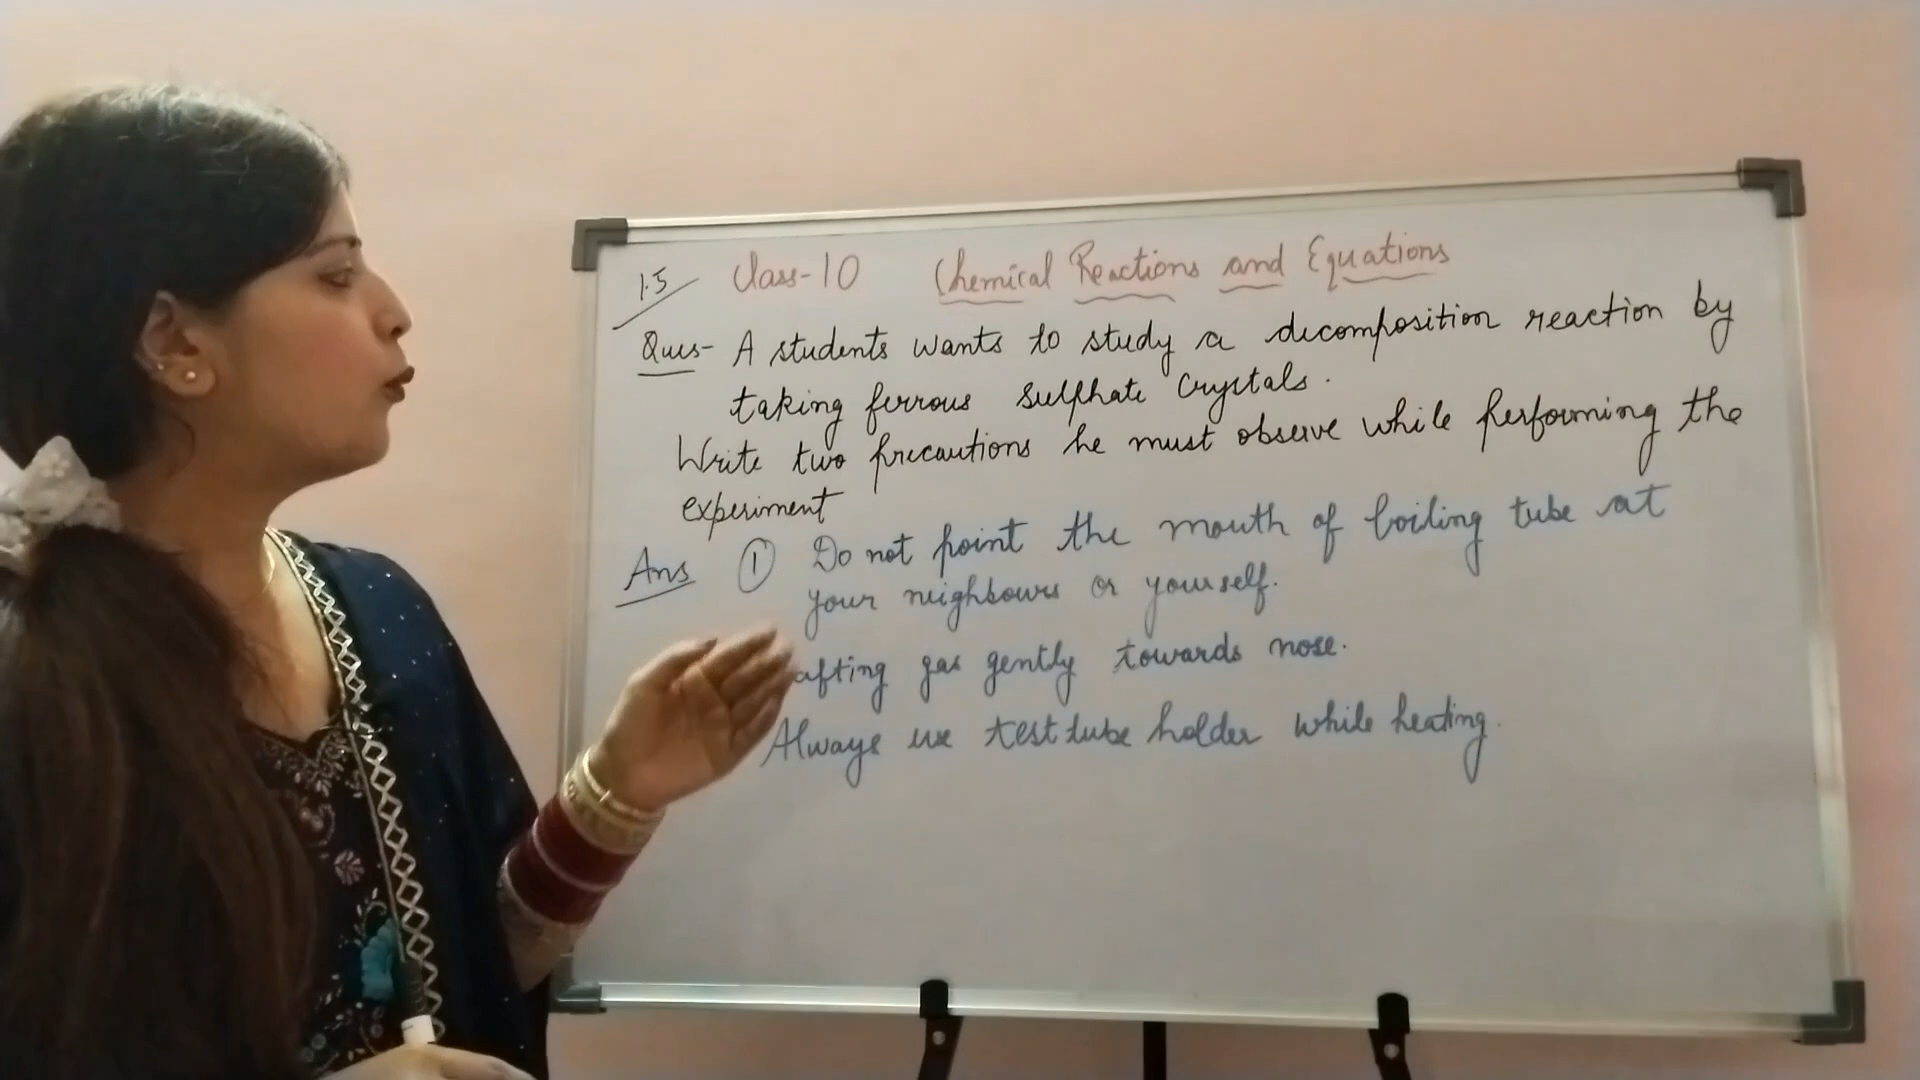 1.5 Class-10 Chemical Reactions and Equations
Ques- A students wants to study a decomposition reaction by
taking ferrous sulphate crystals.
Write two precautions he must observe while performing the
experiment
Ans ① Do not point the mouth of boiling tube at
your neighbours or yourself.
afting gas gently towards nose.
Always use test tube holder while heating.